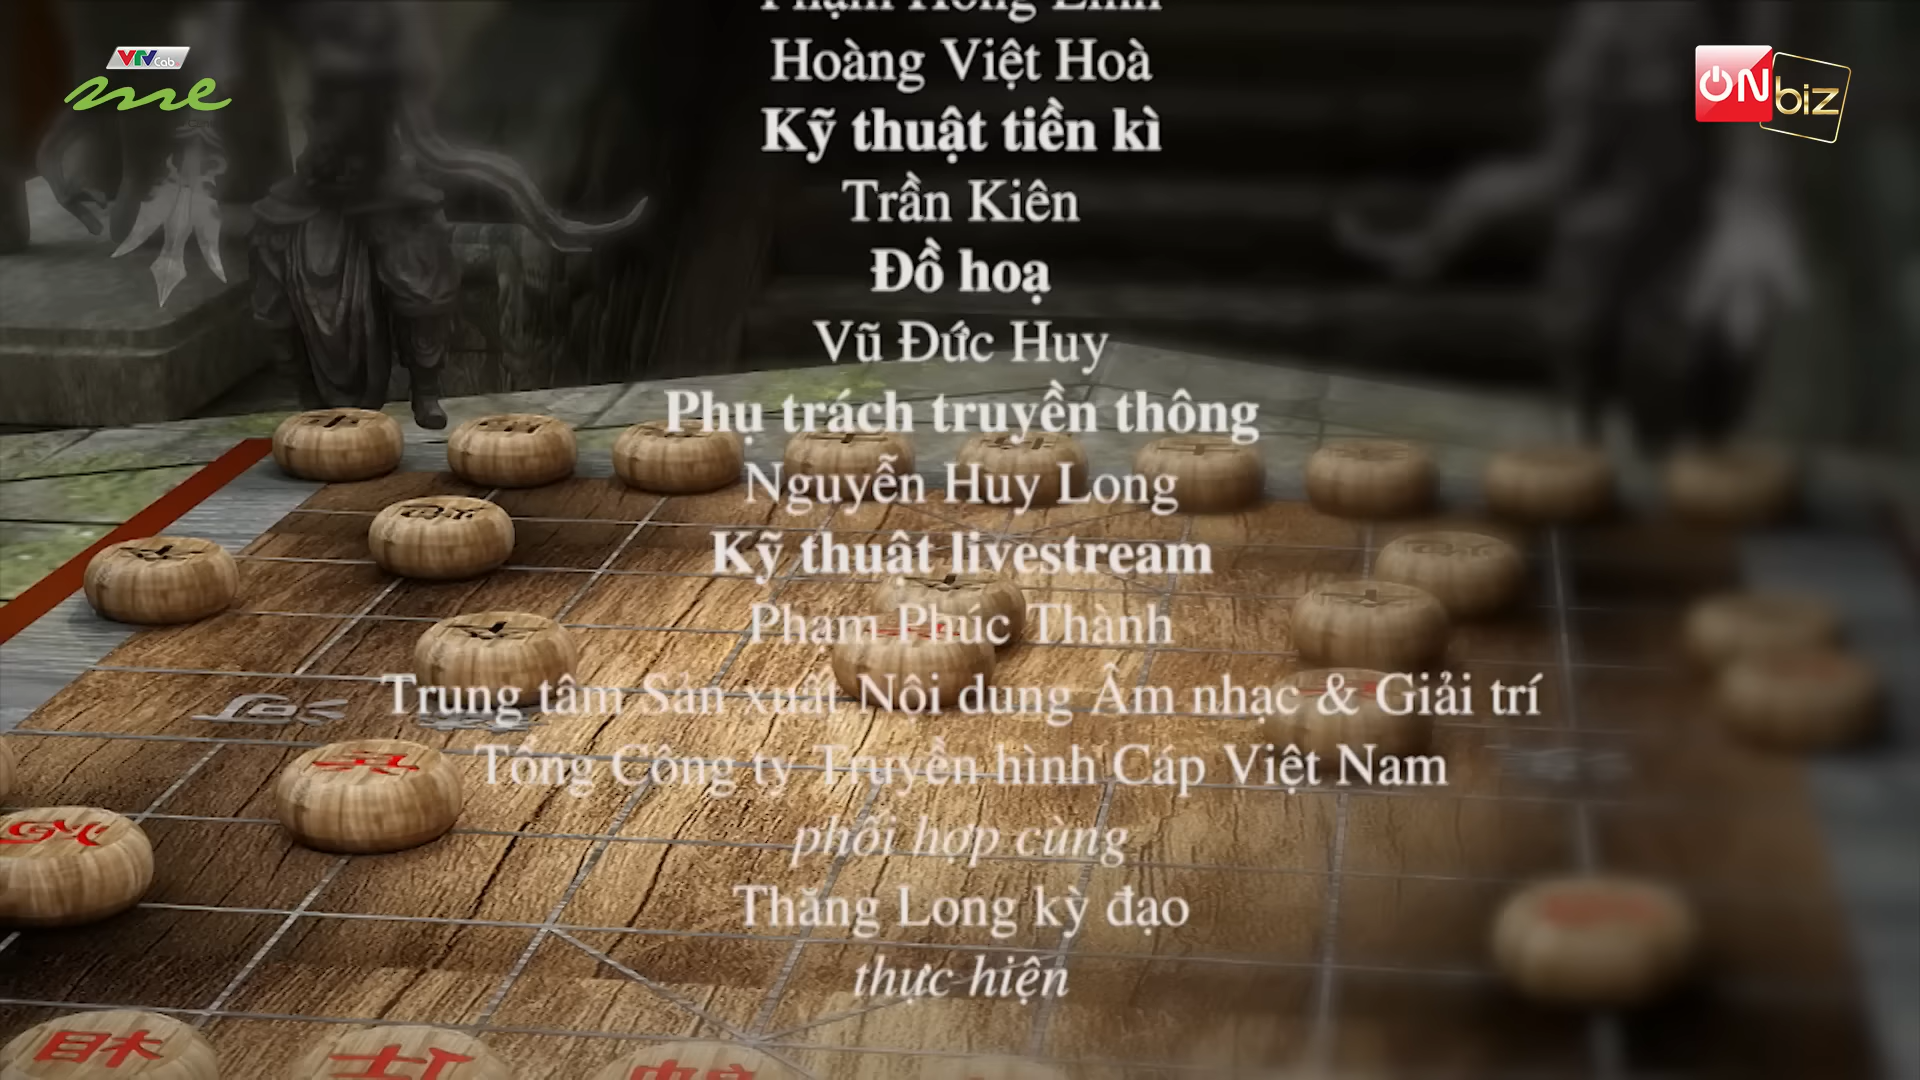 VTVCab
me
ON
biz
Hoàng Việt Hoà
Kỹ thuật tiền kì
Trần Kiên
Đồ hoạ
Vũ Đức Huy
Phụ trách truyền thông
Nguyễn Huy Long
Kỹ thuật livestream
Phạm Phúc Thành
Trung tâm Sản xuất Nội dung Âm nhạc & Giải trí
Tổng Công ty Truyền hình Cáp Việt Nam
phối hợp cùng
Thăng Long kỳ đạo
thực hiện